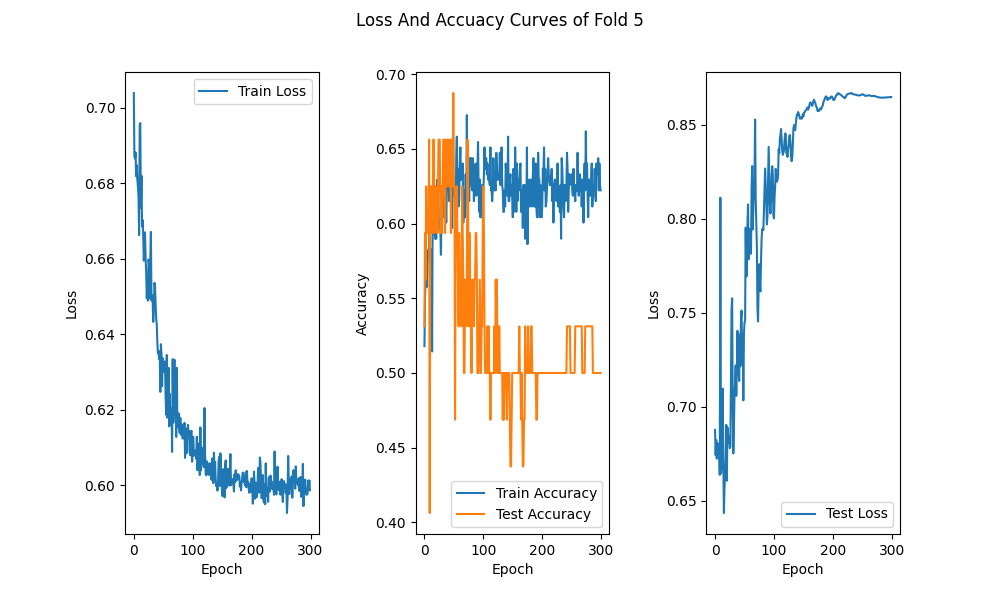 Loss And Accuacy Curves of Fold 5
Train Loss
0.70
0.68
0.66
0.64
0.62
0.60
Loss
0
100
200
300
Epoch
0.70
0.65
0.60
0.55
0.50
0.45
0.40
Accuracy
Train Accuracy
Test Accuracy
0
100
200
300
Epoch
0.85
0.80
0.75
0.70
0.65
Loss
Test Loss
0
100
200
300
Epoch